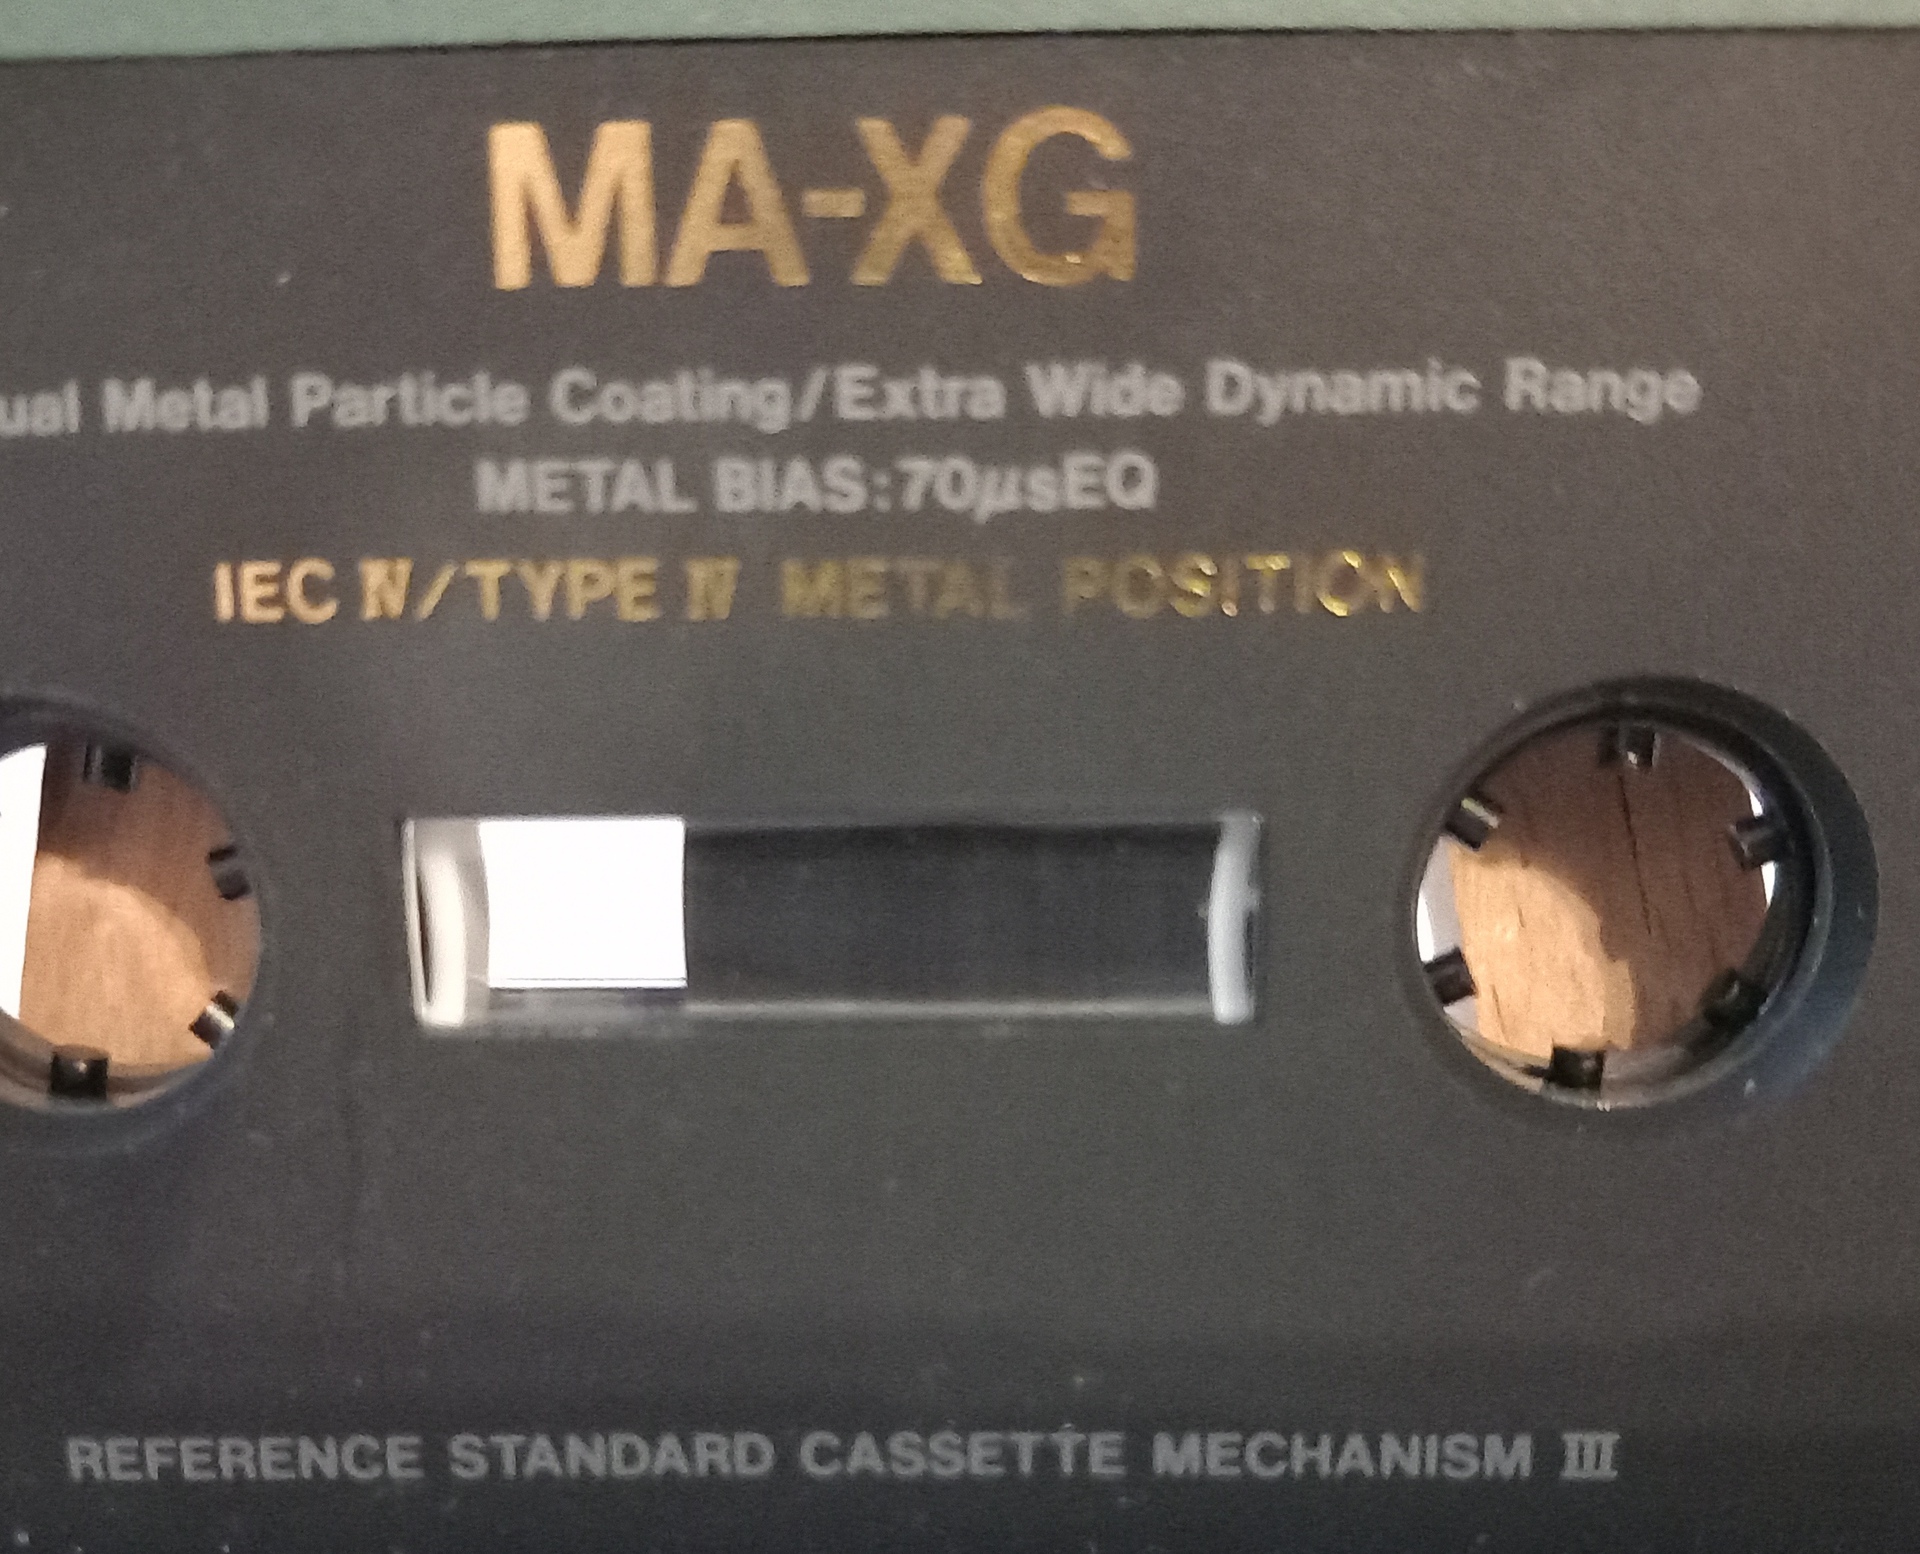 MA-XG
ual Metal Particle Coating/Extra Wide Dynamic Range
METAL BIAS:70µsEQ
IEC Ⅳ/TYPE Ⅳ METAL POSITION
REFERENCE STANDARD CASSETTE MECHANISM Ⅲ